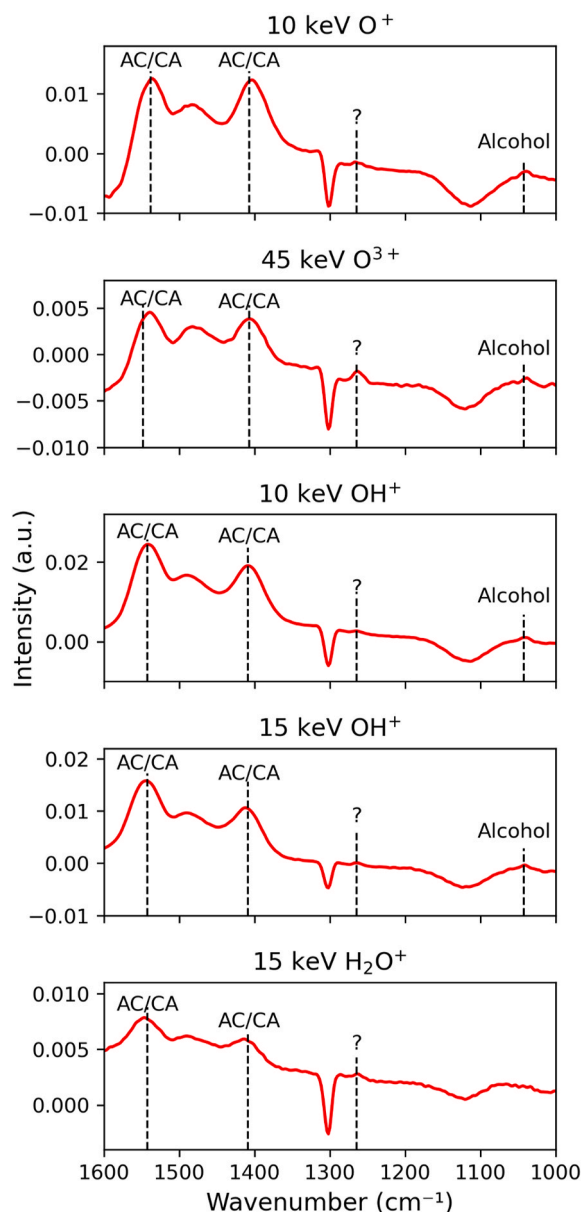 10 keV O⁺
AC/CA AC/CA
? Alcohol
0.01
0.00
−0.01
45 keV O³⁺
AC/CA AC/CA
? Alcohol
0.005
0.000
−0.005
−0.010
10 keV OH⁺
AC/CA AC/CA
? Alcohol
0.02
0.00
15 keV OH⁺
0.02
AC/CA AC/CA
? Alcohol
0.01
0.00
−0.01
15 keV H₂O⁺
0.010
AC/CA AC/CA
?
0.005
0.000
Intensity (a.u.)
1600 1500 1400 1300 1200 1100 1000
Wavenumber (cm⁻¹)